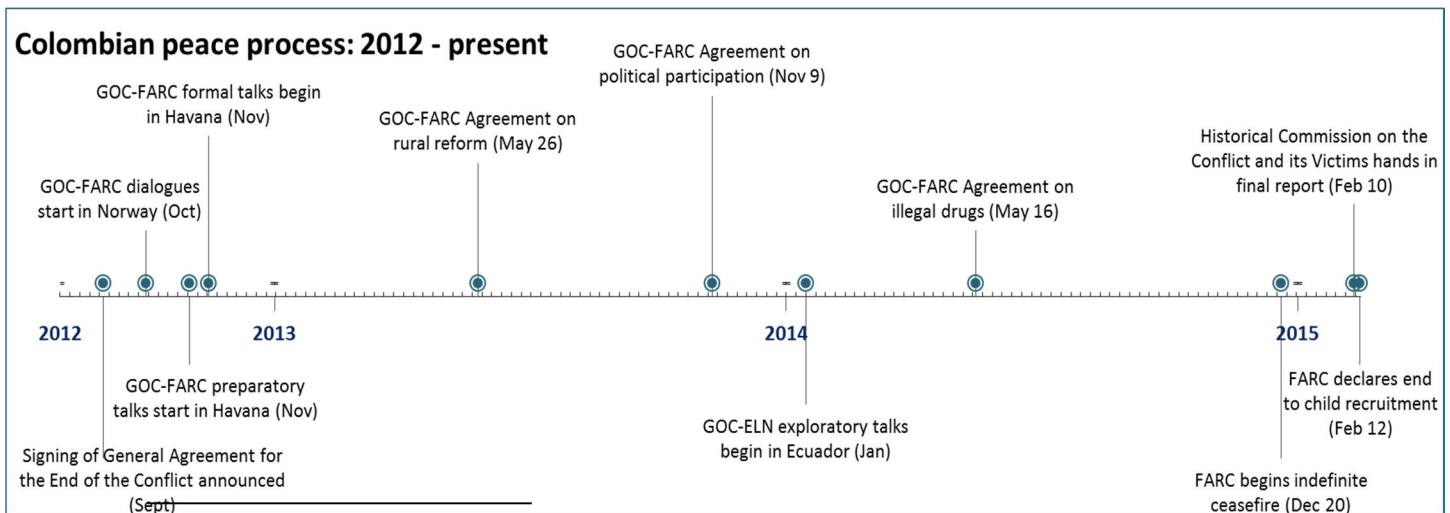 Colombian peace process: 2012 - present
GOC-FARC Agreement on
political participation (Nov 9)
GOC-FARC formal talks begin
in Havana (Nov)
GOC-FARC Agreement on
rural reform (May 26)
Historical Commission on the
Conflict and its Victims hands in
final report (Feb 10)
GOC-FARC dialogues
start in Norway (Oct)
GOC-FARC Agreement on
illegal drugs (May 16)
2012
2013
2014
2015
GOC-FARC preparatory
talks start in Havana (Nov)
FARC declares end
to child recruitment
(Feb 12)
GOC-ELN exploratory talks
begin in Ecuador (Jan)
Signing of General Agreement for
the End of the Conflict announced
(Sept)
FARC begins indefinite
ceasefire (Dec 20)